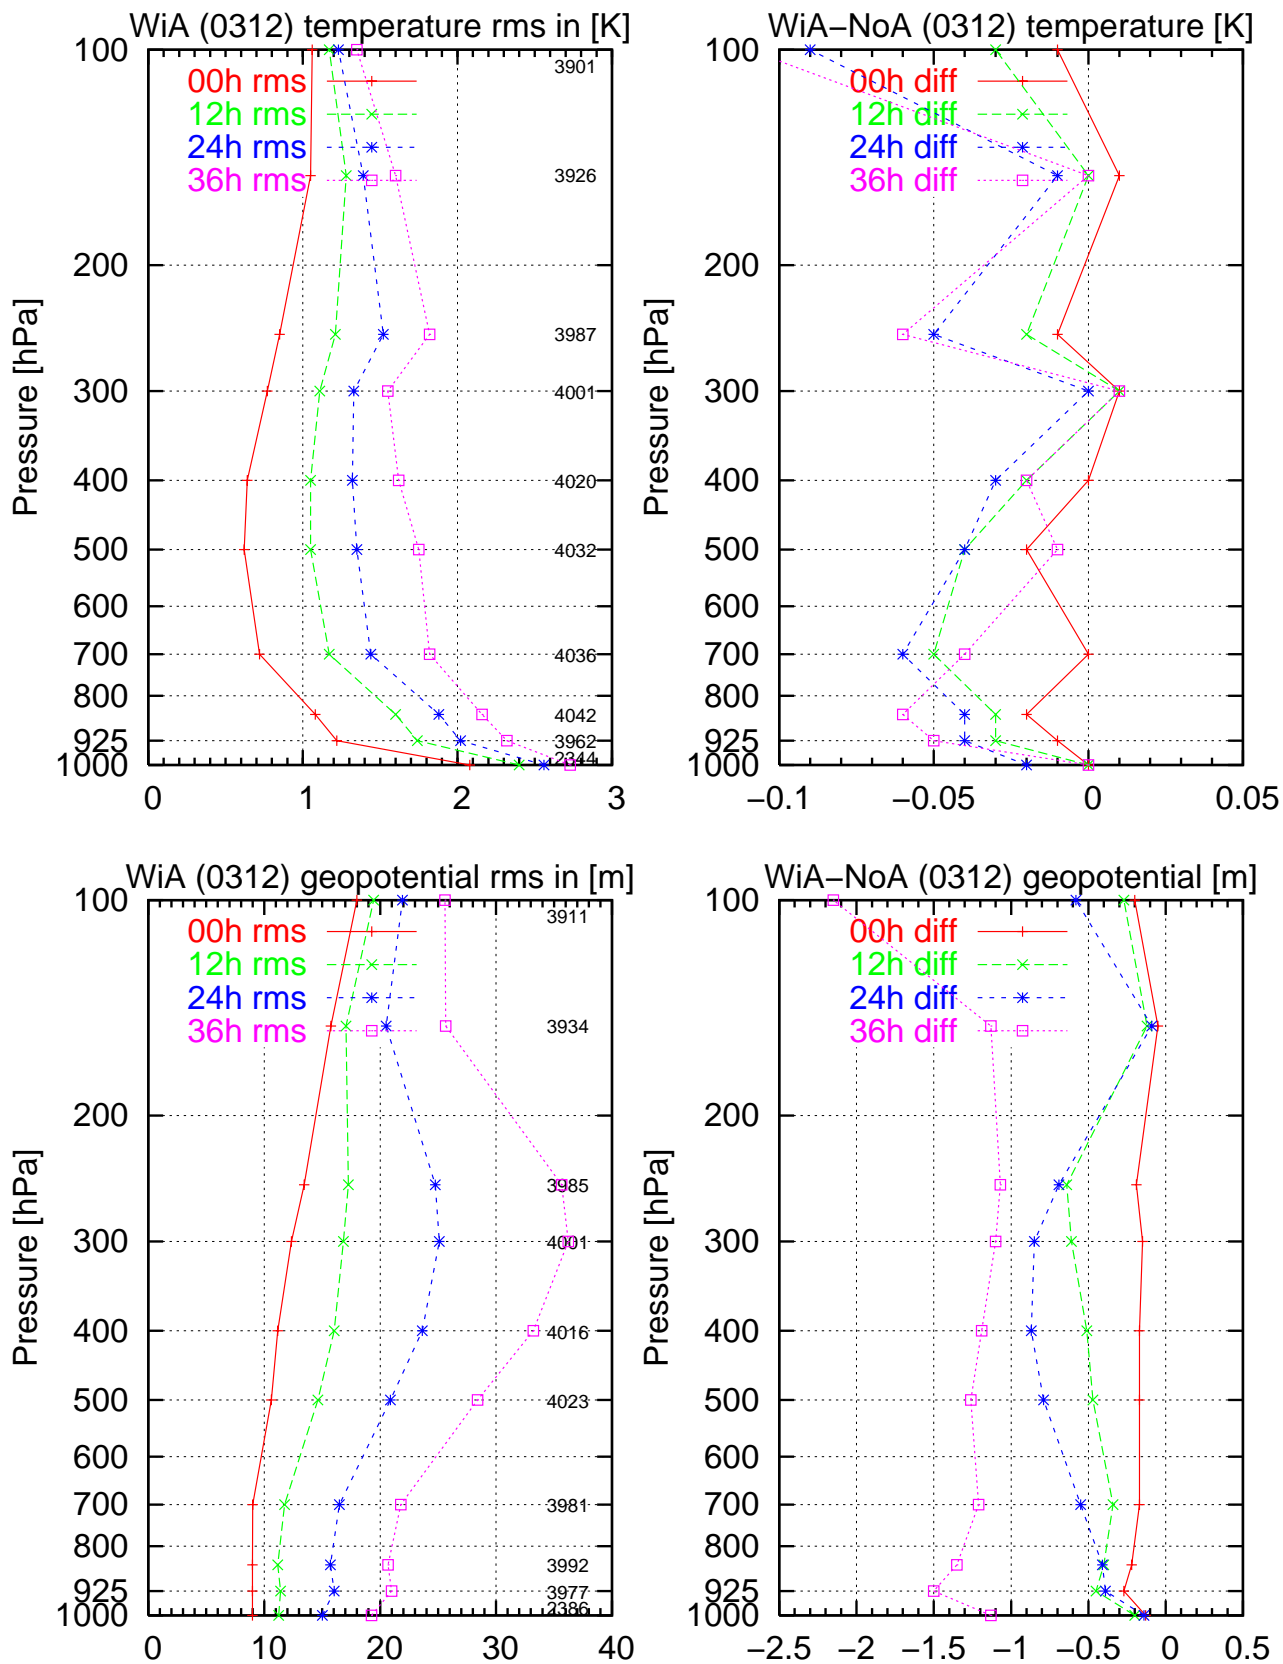 WiA (0312) temperature rms in [K]
Pressure [hPa]
100
200
300
400
500
600
700
800
925
1000
0 1 2 3
00h rms
12h rms
24h rms
36h rms
3901
3926
3987
4001
4020
4032
4036
4042
3962
2344
WiA−NoA (0312) temperature [K]
Pressure [hPa]
100
200
300
400
500
600
700
800
925
1000
−0.1 −0.05 0 0.05
00h diff
12h diff
24h diff
36h diff
WiA (0312) geopotential rms in [m]
Pressure [hPa]
100
200
300
400
500
600
700
800
925
1000
0 10 20 30 40
00h rms
12h rms
24h rms
36h rms
3911
3934
3985
4001
4016
4023
3981
3992
3977
2386
WiA−NoA (0312) geopotential [m]
Pressure [hPa]
100
200
300
400
500
600
700
800
925
1000
−2.5 −2 −1.5 −1 −0.5 0 0.5
00h diff
12h diff
24h diff
36h diff